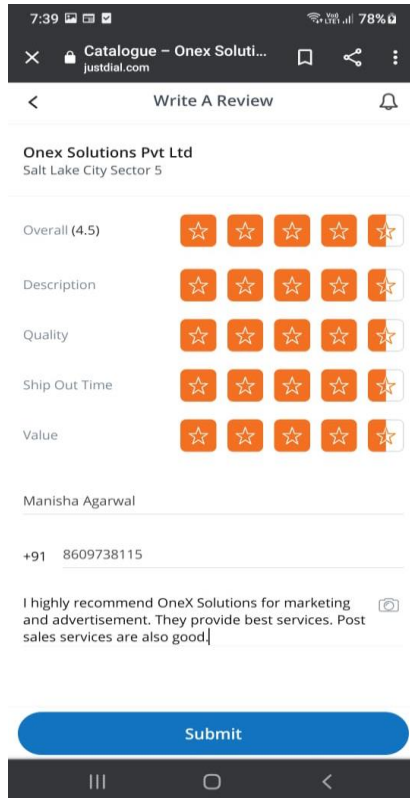 7:39 78%
Catalogue – Onex Soluti...
justdial.com
Write A Review
Onex Solutions Pvt Ltd
Salt Lake City Sector 5
Overall (4.5)
Description
Quality
Ship Out Time
Value
Manisha Agarwal
+91 8609738115
I highly recommend OneX Solutions for marketing
and advertisement. They provide best services. Post
sales services are also good.
Submit